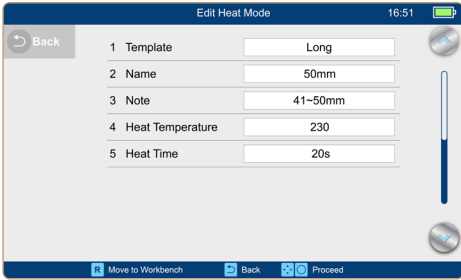 Edit Heat Mode 16:51
Back
1 Template Long
2 Name 50mm
3 Note 41~50mm
4 Heat Temperature 230
5 Heat Time 20s
R Move to Workbench Back Proceed